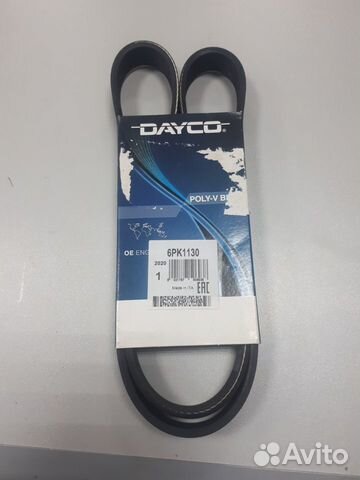 DAYCO
POLY-V B
OE ENG
6PK1130
2020
1
Made in ITA
EAC
Avito